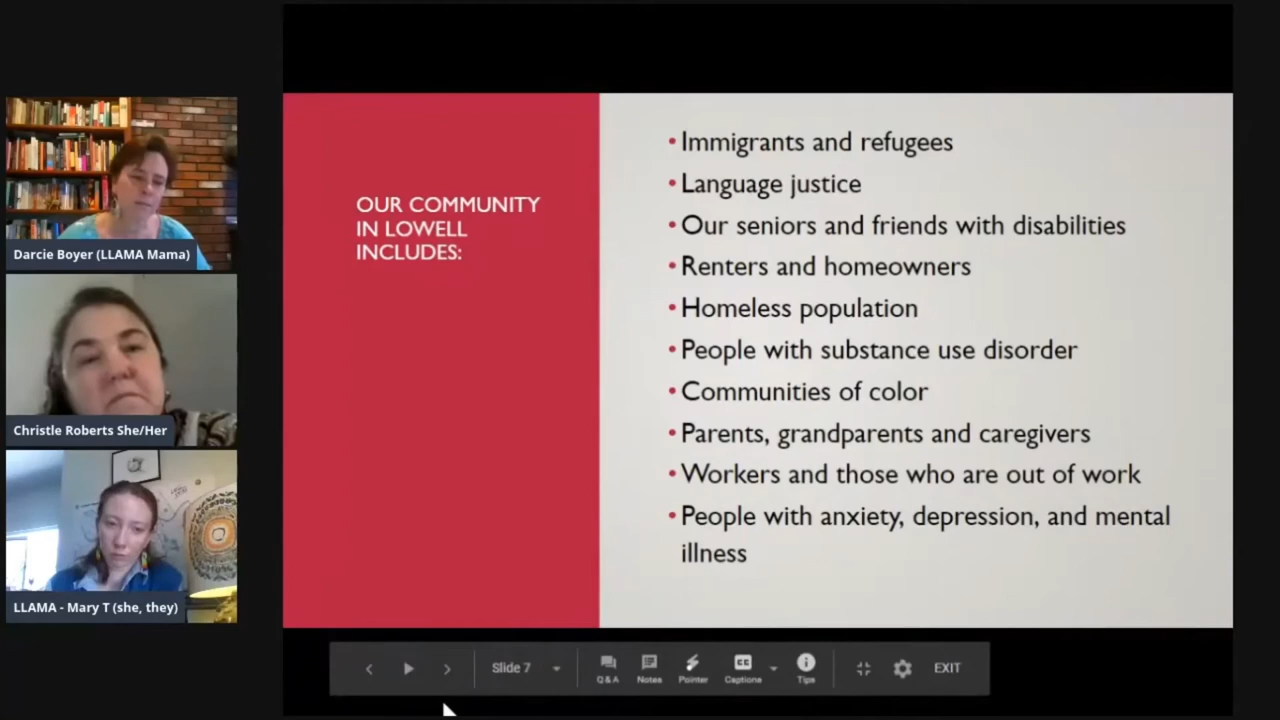 Darcie Boyer (LLAMA Mama)
Christle Roberts She/Her
LLAMA - Mary T (she, they)
OUR COMMUNITY
IN LOWELL
INCLUDES:
• Immigrants and refugees
• Language justice
• Our seniors and friends with disabilities
• Renters and homeowners
• Homeless population
• People with substance use disorder
• Communities of color
• Parents, grandparents and caregivers
• Workers and those who are out of work
• People with anxiety, depression, and mental
illness
Slide 7
Q & A
Notes
Pointer
CC
Captions
Tips
EXIT